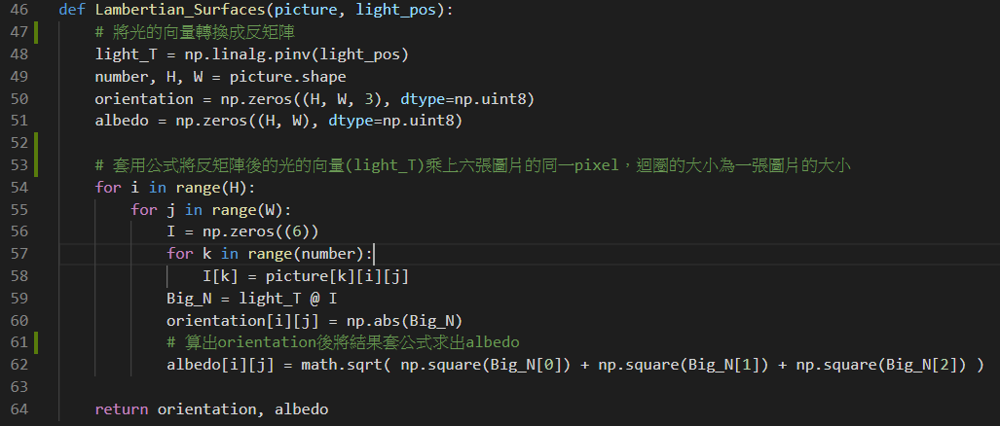 46 def Lambertian_Surfaces(picture, light_pos):
47     # 將光的向量轉換成反矩陣
48     light_T = np.linalg.pinv(light_pos)
49     number, H, W = picture.shape
50     orientation = np.zeros((H, W, 3), dtype=np.uint8)
51     albedo = np.zeros((H, W), dtype=np.uint8)
52
53     # 套用公式將反矩陣後的光的向量(light_T)乘上六張圖片的同一pixel，迴圈的大小為一張圖片的大小
54     for i in range(H):
55         for j in range(W):
56             I = np.zeros((6))
57             for k in range(number):
58                 I[k] = picture[k][i][j]
59             Big_N = light_T @ I
60             orientation[i][j] = np.abs(Big_N)
61             # 算出orientation後將結果套公式求出albedo
62             albedo[i][j] = math.sqrt( np.square(Big_N[0]) + np.square(Big_N[1]) + np.square(Big_N[2]) )
63
64     return orientation, albedo